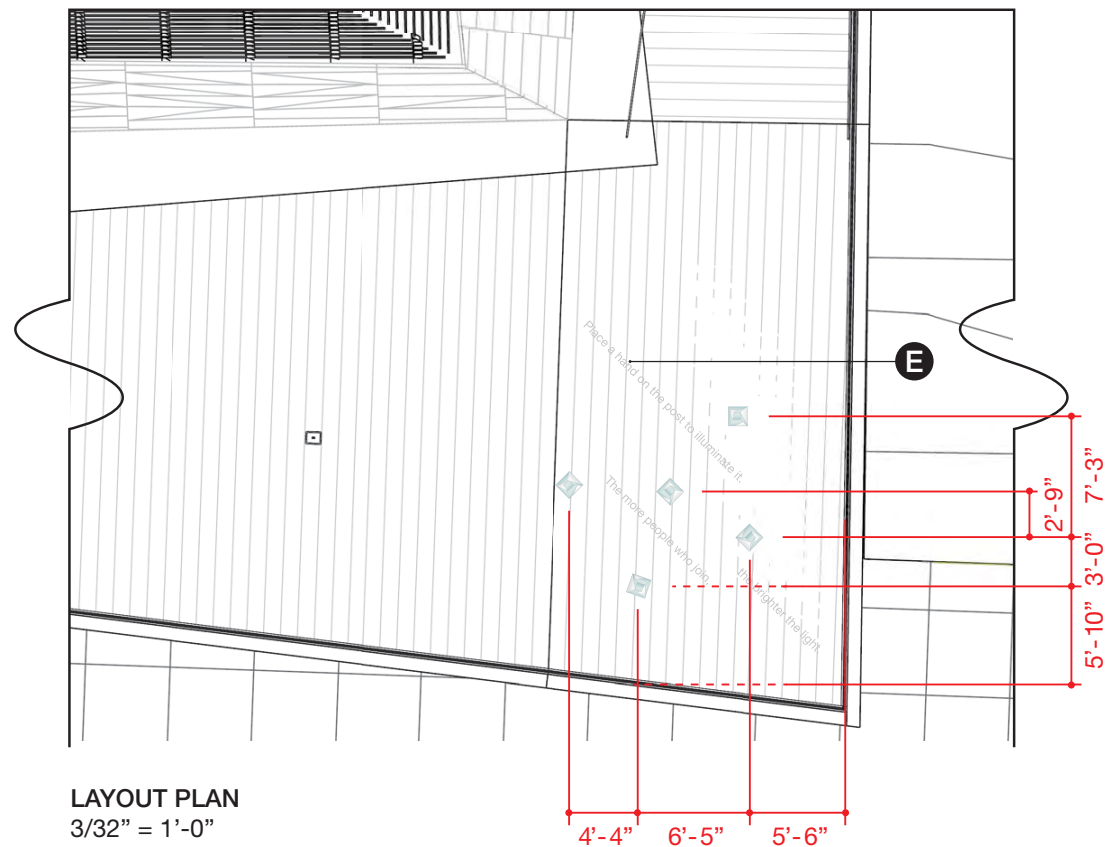 Place a hand on the post to illuminate it.
E
The more people who join,
the brighter the light.
7’-3”
2’-9”
3’-0”
5’-10”
LAYOUT PLAN
3/32” = 1’-0”
4’-4”
6’-5”
5’-6”